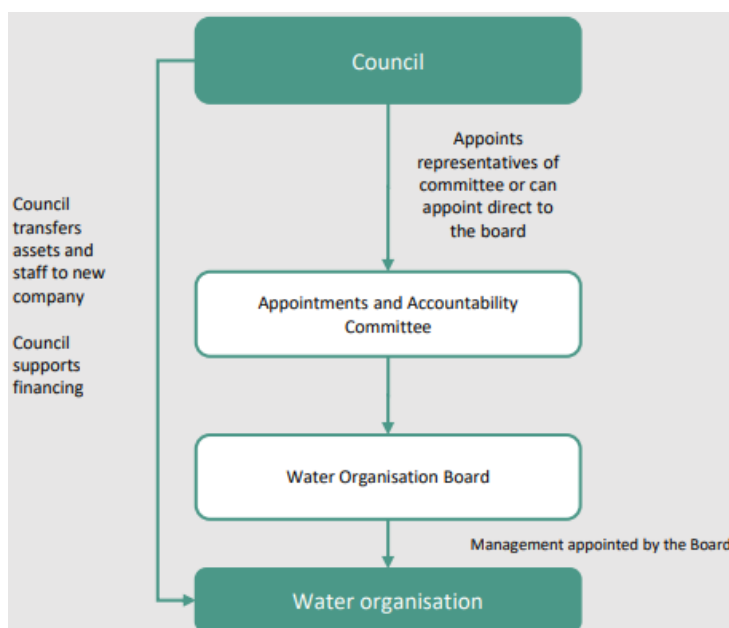 Council
Appoints
representatives of
committee or can
appoint direct to
the board
Council
transfers
assets and
staff to new
company
Council
supports
financing
Appointments and Accountability
Committee
Water Organisation Board
Management appointed by the Board
Water organisation